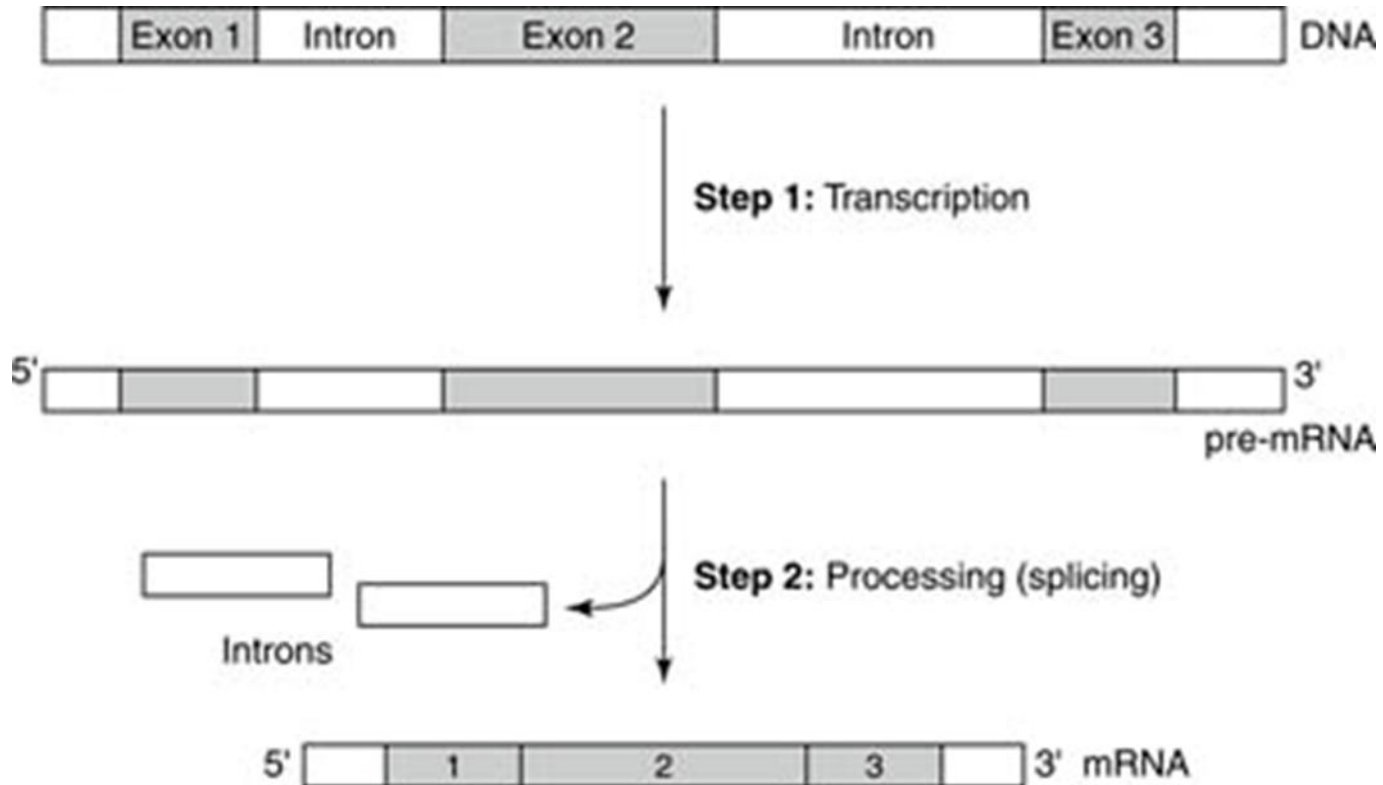 Exon 1 Intron Exon 2 Intron Exon 3 DNA
Step 1: Transcription
5' 3'
pre-mRNA
Step 2: Processing (splicing)
Introns
5' 1 2 3 3' mRNA